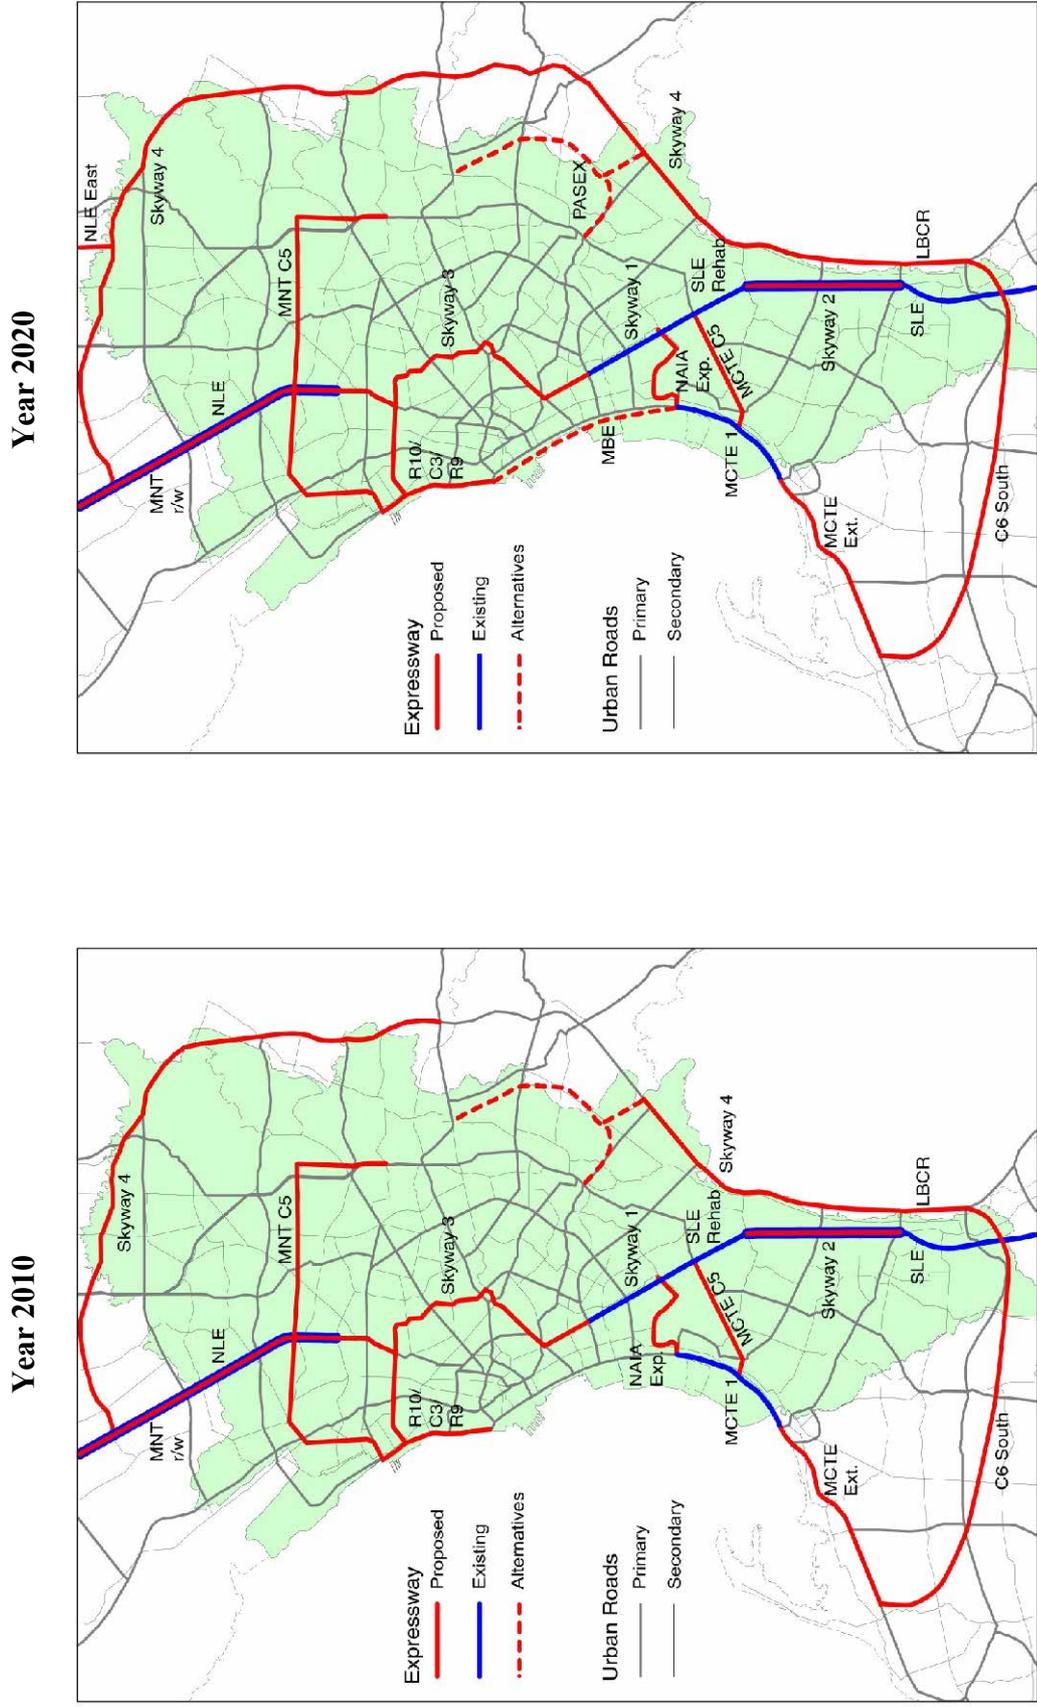 Year 2010
Skyway 4
NLE
MNT
r/w
MNT C5
Skyway 3
R10/
C3/
R9
Skyway 1
NAIA
Exp.
SLE
Rehab
Skyway 4
MCTE C5
MCTE 1
Skyway 2
MCTE
Ext.
SLE
LBCR
C6 South
Expressway
Proposed
Existing
Alternatives
Urban Roads
Primary
Secondary
Year 2020
NLE East
Skyway 4
NLE
MNT
r/w
MNT C5
Skyway 3
R10/
C3/
R9
PASEX
MBE
Skyway 1
NAIA
Exp.
SLE
Rehab
Skyway 4
MCTE C5
MCTE 1
Skyway 2
MCTE
Ext.
SLE
LBCR
C6 South
Expressway
Proposed
Existing
Alternatives
Urban Roads
Primary
Secondary